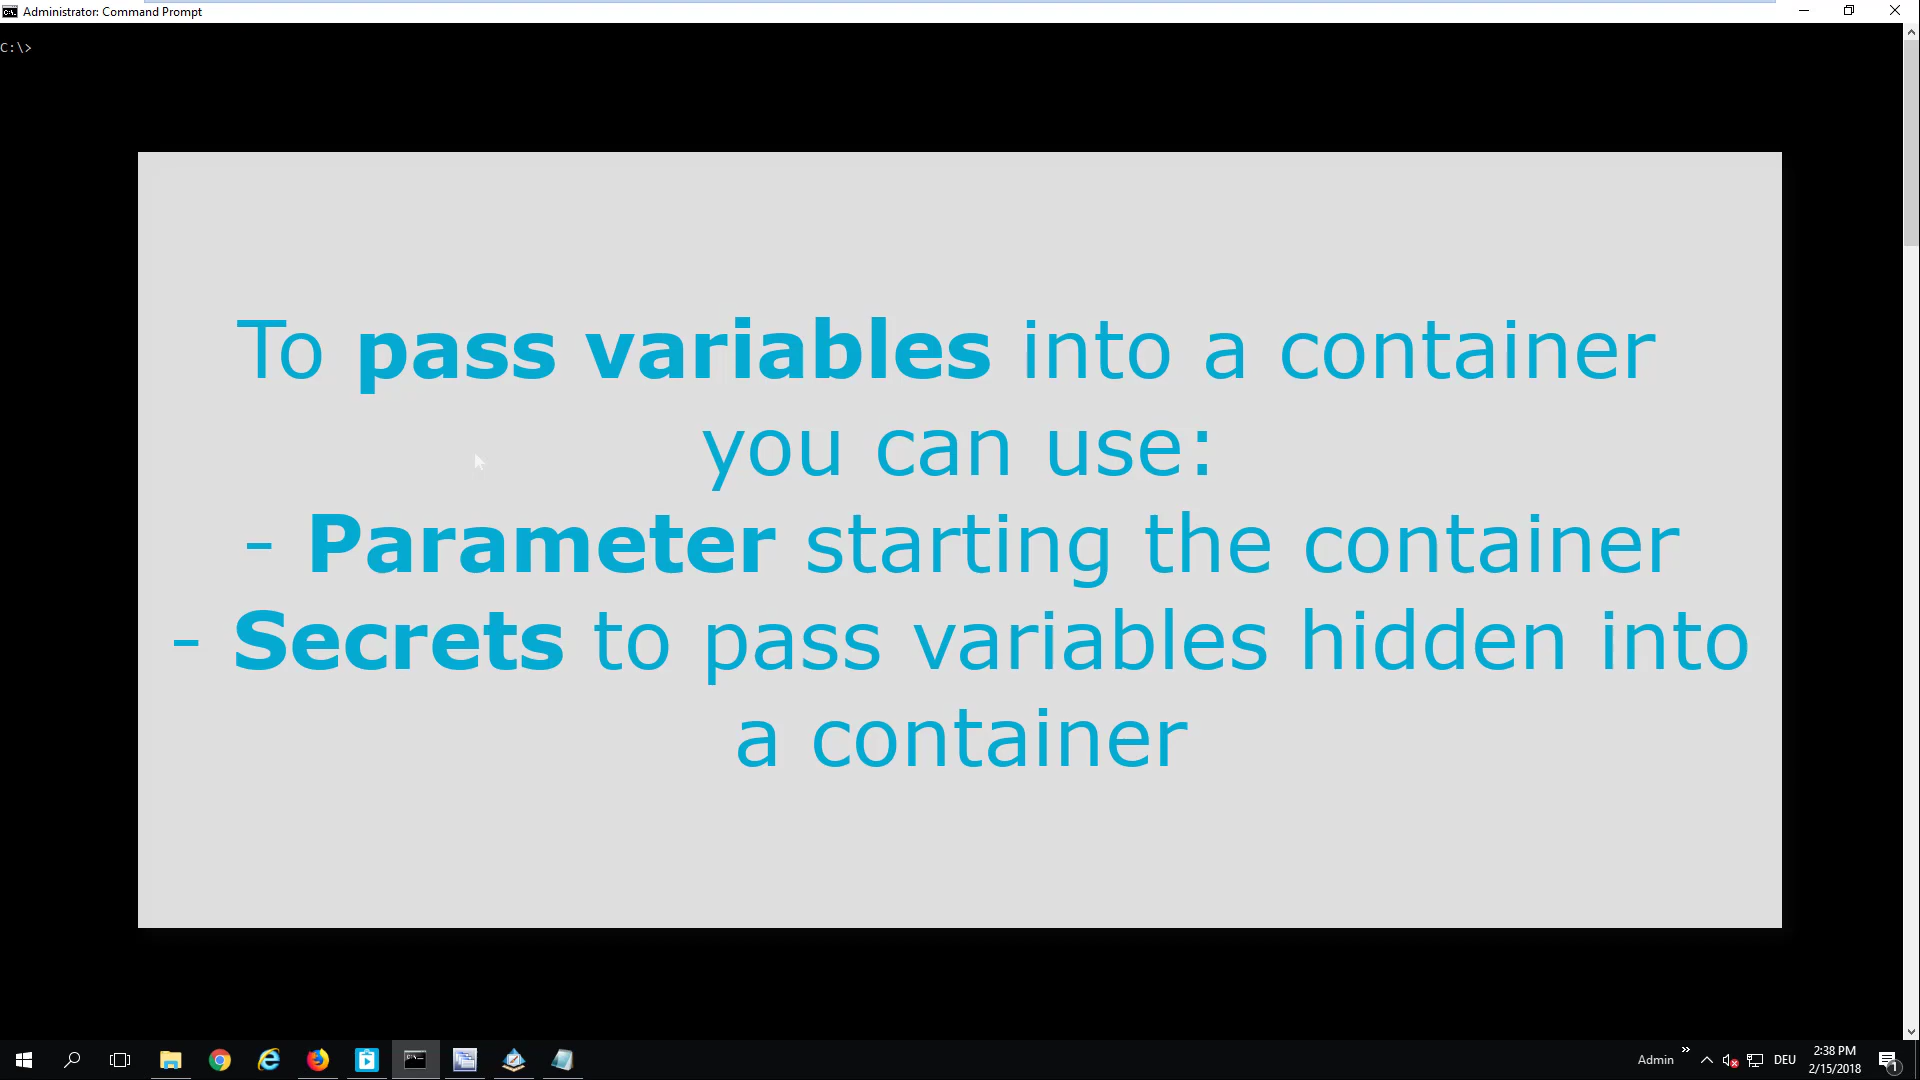 Administrator: Command Prompt
C:\>
To pass variables into a container
you can use:
- Parameter starting the container
- Secrets to pass variables hidden into
a container
Admin
DEU
2:38 PM
2/15/2018
1